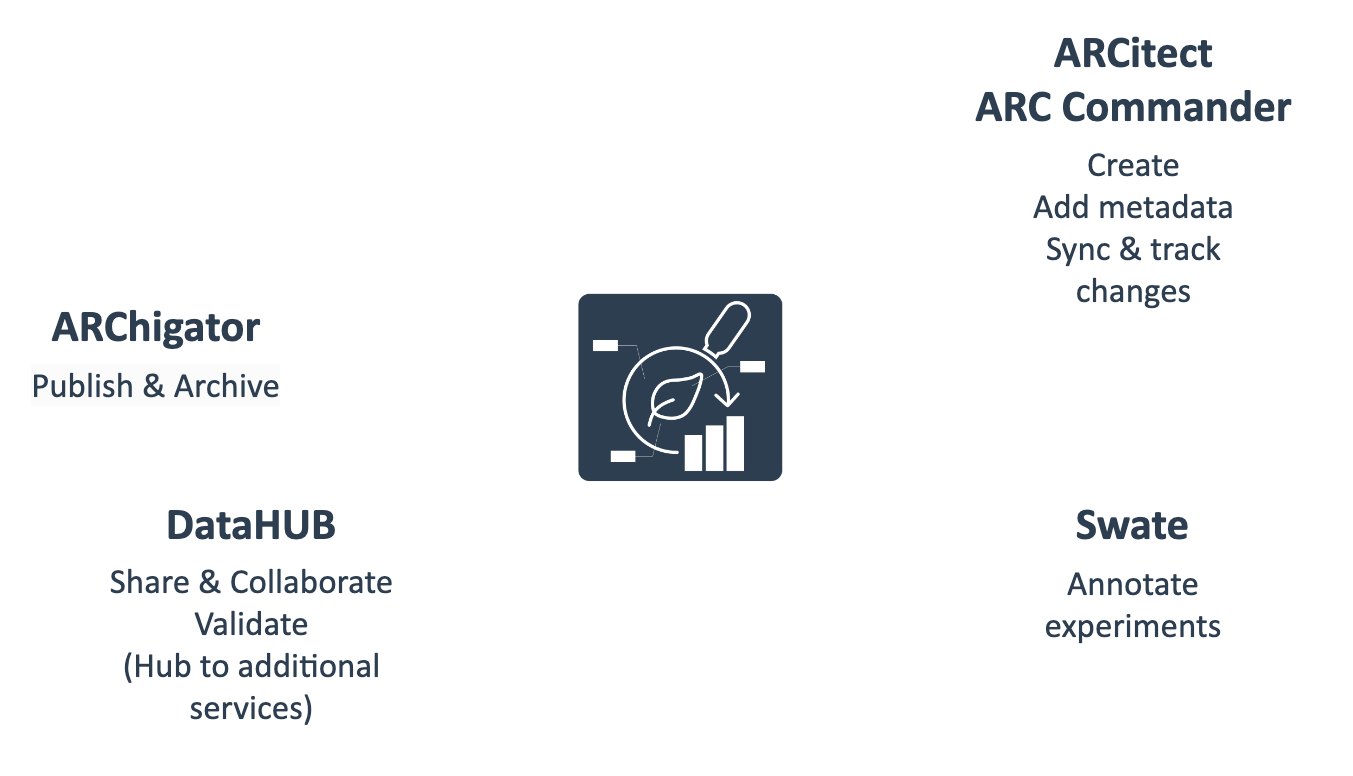 ARCitect
ARC Commander
Create
Add metadata
Sync & track
changes
ARChigator
Publish & Archive
DataHUB
Share & Collaborate
Validate
(Hub to additional
services)
Swate
Annotate
experiments